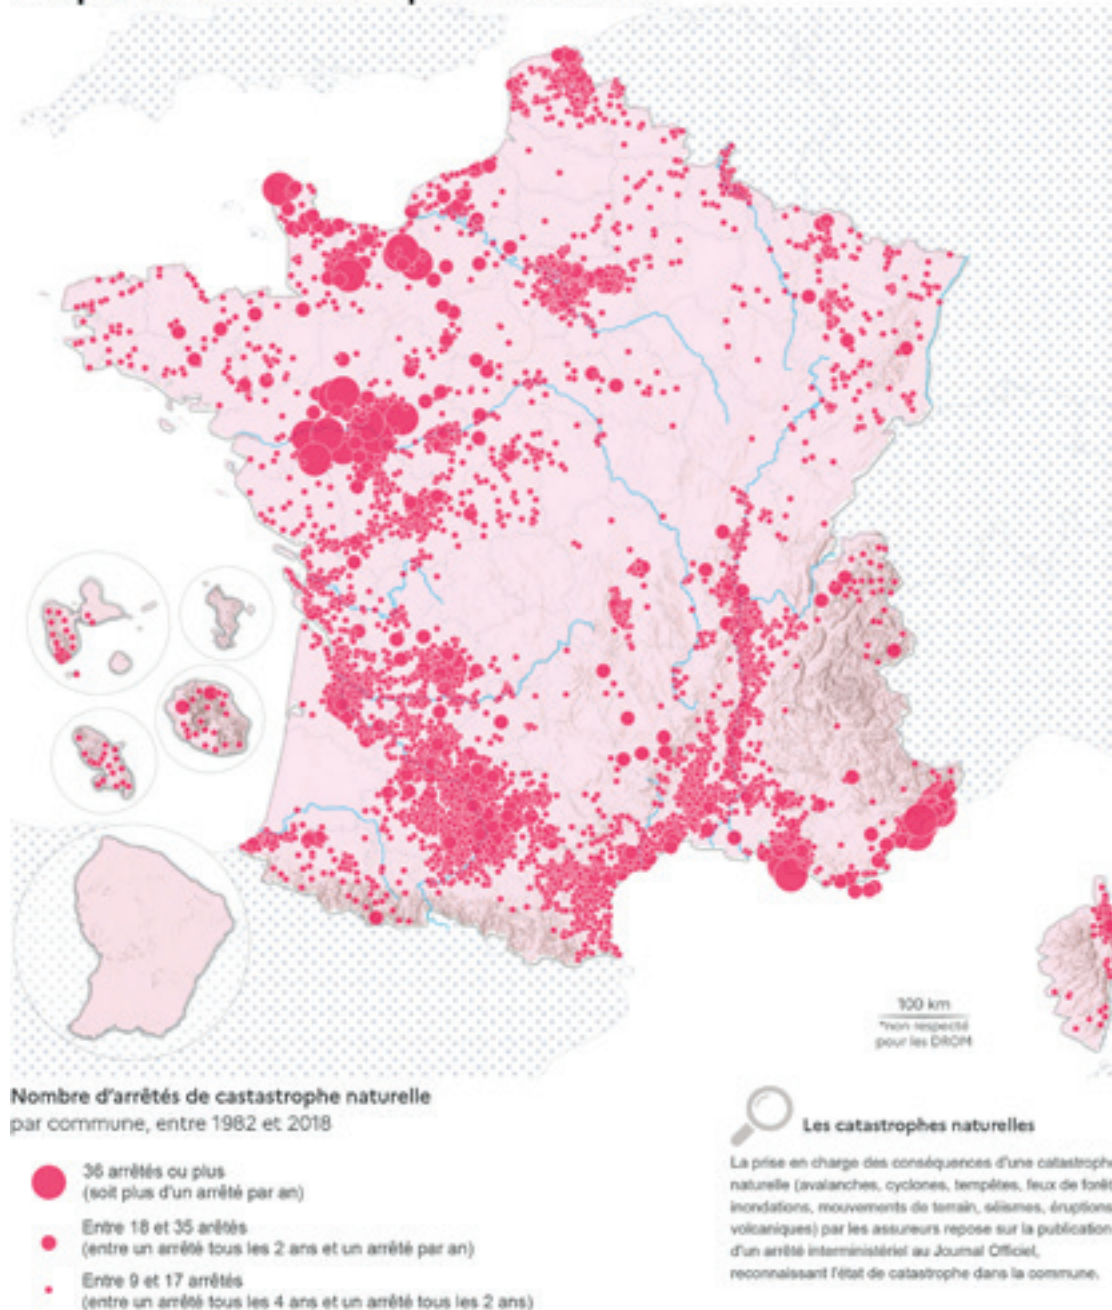 100 km
*non respecté
pour les DROM
Nombre d'arrêtés de castastrophe naturelle
par commune, entre 1982 et 2018
36 arrêtés ou plus
(soit plus d'un arrêté par an)
Entre 18 et 35 arêtés
(entre un arrêté tous les 2 ans et un arrêté par an)
Entre 9 et 17 arrêtés
(entre un arrêté tous les 4 ans et un arrêté tous les 2 ans)
Les catastrophes naturelles
La prise en charge des conséquences d'une catastrophe
naturelle (avalanches, cyclones, tempêtes, feux de forêt
inondations, mouvements de terrain, séismes, éruptions
volcaniques) par les assureurs repose sur la publication
d'un arrêté interministériel au Journal Officiel,
reconnaissant l'état de catastrophe dans la commune.